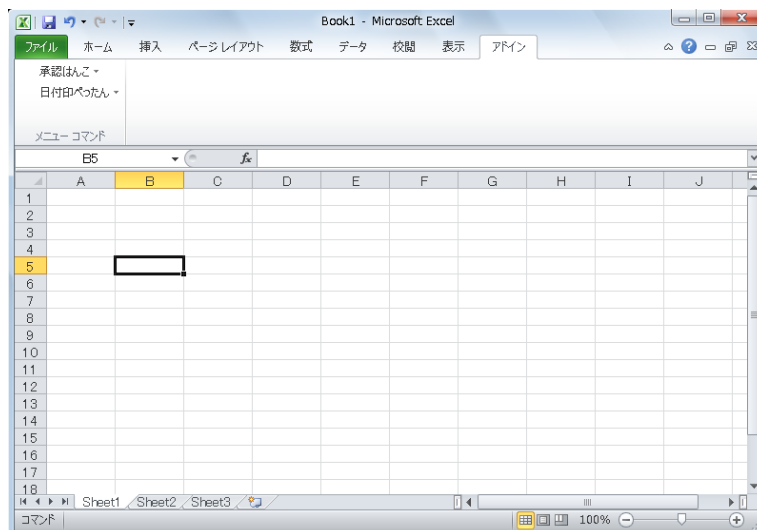 Book1 - Microsoft Excel
ファイル ホーム 挿入 ページ レイアウト 数式 データ 校閲 表示 アドイン
承認はんこ
日付印ぺったん
メニュー コマンド
B5 fx
A B C D E F G H I J
1
2
3
4
5
6
7
8
9
10
11
12
13
14
15
16
17
18
Sheet1 Sheet2 Sheet3
コマンド 100%